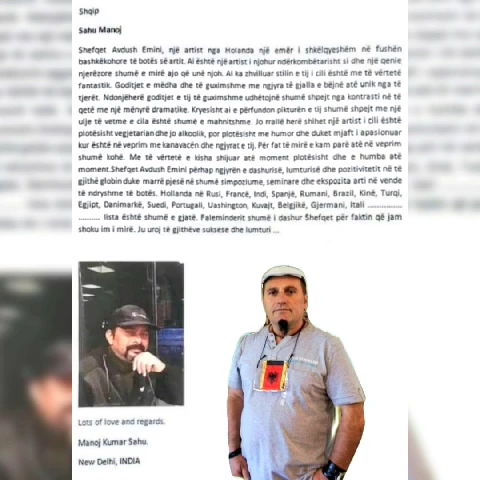 Shqip
Sahu Manoj
Shefqet Avdush Emini, një artist nga Holanda një emër i shkëlqyeshëm në fushën
bashkëkohore të botës së artit. Ai është një artist i njohur ndërkombëtarisht si dhe një qenie
njerëzore shumë e mirë ajo që unë njoh. Ai ka zhvilluar stilin e tij i cili është me të vërtetë
fantastik. Goditjet e mëdha dhe të guximshme me ngjyra të gjalla e bëjnë atë unik nga të
tjerët. Ndonjëherë goditjet e tij të guximshme udhëtojnë shumë shpejt me një kontrasti në
qetë me një mënyrë dramatike. Kryesisht ai e përfundon pikturën e tij shumë shpejt me një
ulje të vetme e cila është shumë e mahnitshme. Jo rrallë herë shihet një artist i cili është
plotësisht vegjetarian dhe jo alkoolik, por plotësisht me humor dhe duket mjaft i apasionuar
kur është në veprim me kanavacën dhe ngjyrat e tij. Për fat të mirë e kam parë atë në veprim
shumë kohë. Me të vërtetë e kisha shijuar atë moment plotësisht dhe e humba atë
moment.Shefqet Avdush Emini përhap ngjyrën e dashurisë, lumturisë dhe pozitivitetit në të
gjithë globin duke marrë pjesë në shumë simpoziume, seminare dhe ekspozita arti në vende
të ndryshme të botës. Hollanda në Rusi, Francë, Indi, Spanjë, Rumani, Brazil, Kinë, Turqi,
Egjipt, Danimarkë, Suedi, Portugali, Uashington, Kuvajt, Belgjikë, Gjermani, Itali ..................
........... lista është shumë e gjatë. Faleminderit shumë i dashur Shefqet për faktin që jam
shoku im i mirë. Ju uroj të gjithëve suksese dhe lumturi ...
Lots of love and regards.
Manoj Kumar Sahu.
New Delhi, INDIA